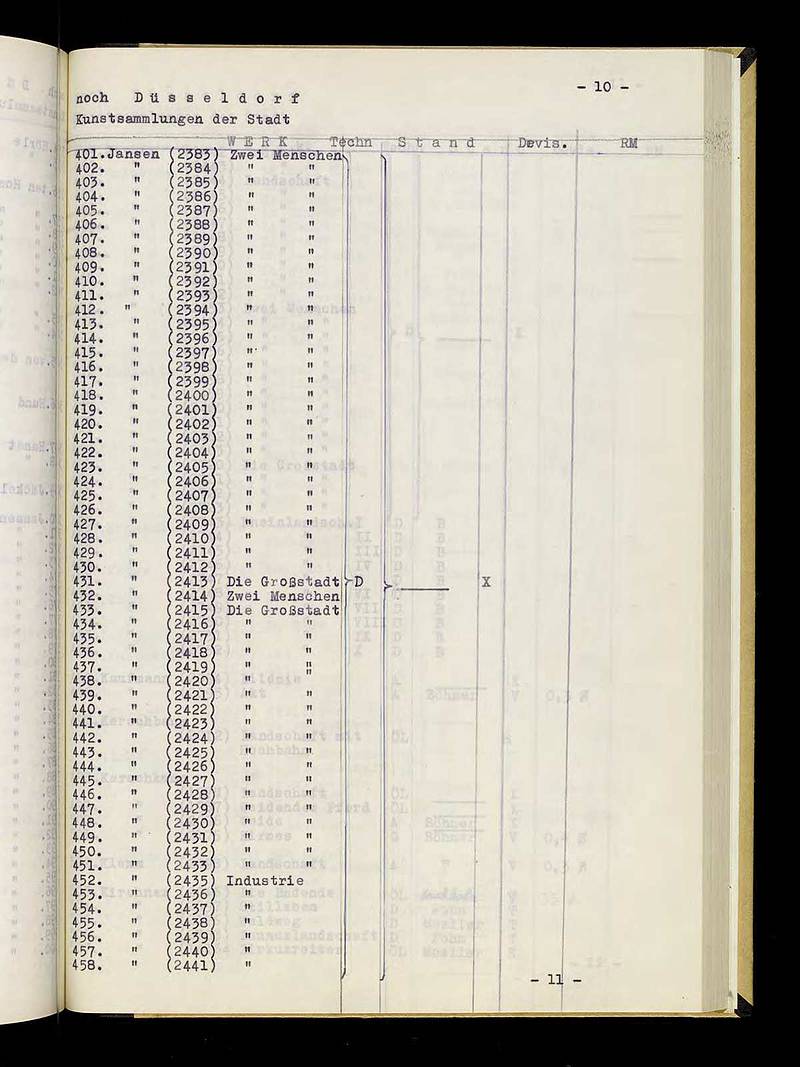 - 10 -
noch Düsseldorf
Kunstsammlungen der Stadt
WERK Techn Stand Devis. RM
401. Jansen (2383) Zwei Menschen
402. " (2384) " "
403. " (2385) " "
404. " (2386) " "
405. " (2387) " "
406. " (2388) " "
407. " (2389) " "
408. " (2390) " "
409. " (2391) " "
410. " (2392) " "
411. " (2393) " "
412. " (2394) " "
413. " (2395) " "
414. " (2396) " "
415. " (2397) " "
416. " (2398) " "
417. " (2399) " "
418. " (2400) " "
419. " (2401) " "
420. " (2402) " "
421. " (2403) " "
422. " (2404) " "
423. " (2405) " "
424. " (2406) " "
425. " (2407) " "
426. " (2408) " "
427. " (2409) " "
428. " (2410) " "
429. " (2411) " "
430. " (2412) " "
431. " (2413) Die Großstadt D X
432. " (2414) Zwei Menschen
433. " (2415) Die Großstadt
434. " (2416) " "
435. " (2417) " "
436. " (2418) " "
437. " (2419) " "
438. " (2420) " "
439. " (2421) " "
440. " (2422) " "
441. " (2423) " "
442. " (2424) " "
443. " (2425) " "
444. " (2426) " "
445. " (2427) " "
446. " (2428) " "
447. " (2429) " "
448. " (2430) " "
449. " (2431) " "
450. " (2432) " "
451. " (2433) " "
452. " (2435) Industrie
453. " (2436) "
454. " (2437) "
455. " (2438) "
456. " (2439) "
457. " (2440) "
458. " (2441) "
- 11 -